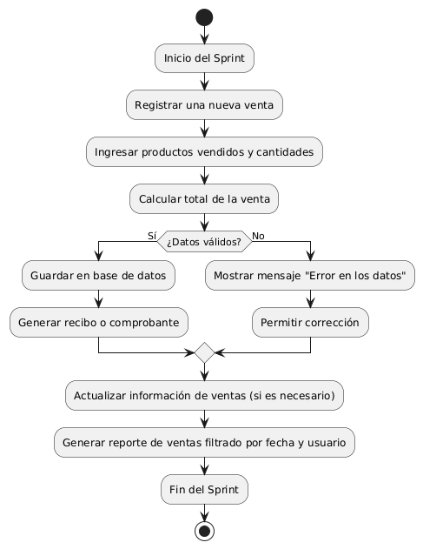 Inicio del Sprint
Registrar una nueva venta
Ingresar productos vendidos y cantidades
Calcular total de la venta
¿Datos válidos?
Sí
No
Guardar en base de datos
Mostrar mensaje "Error en los datos"
Generar recibo o comprobante
Permitir corrección
Actualizar información de ventas (si es necesario)
Generar reporte de ventas filtrado por fecha y usuario
Fin del Sprint